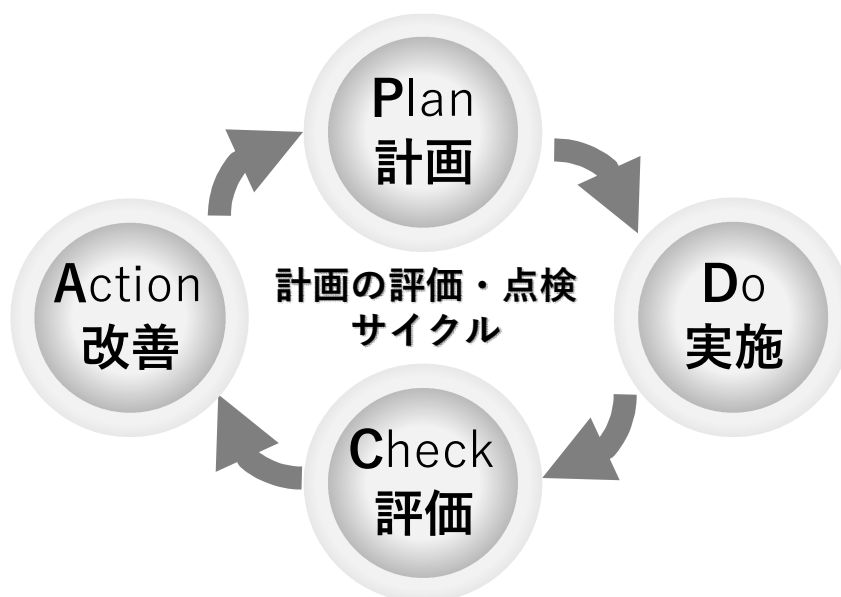 Plan
計画
Do
実施
Check
評価
Action
改善
計画の評価・点検
サイクル